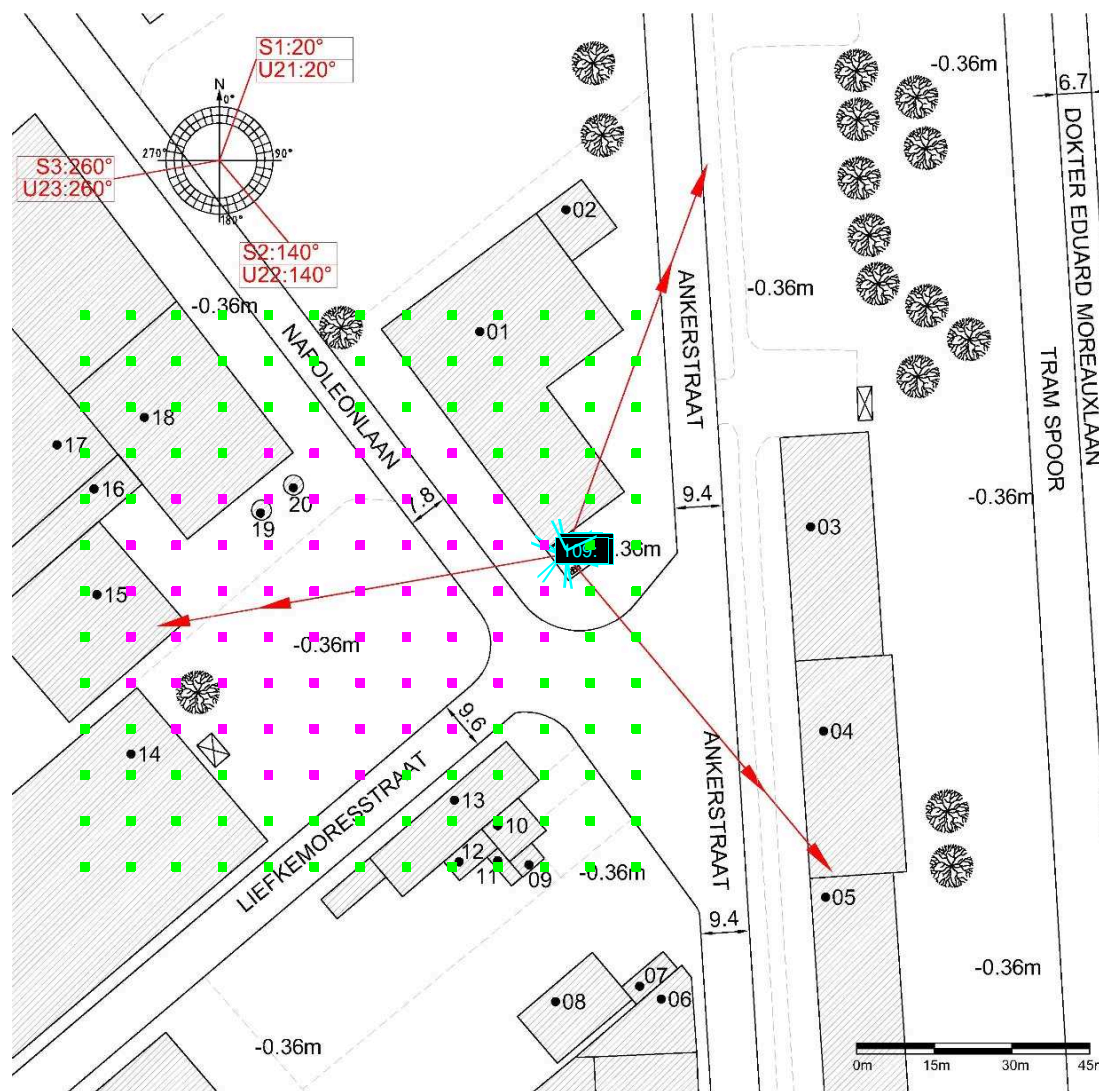 S1:20°
U21:20°
N
0°
270°
90°
180°
S3:260°
U23:260°
S2:140°
U22:140°
-0.36m
6.7
DOKTER EDUARD MOREAUXLAAN
TRAM SPOOR
02
-0.36m
-0.36m
ANKERSTRAAT
NAPOLEONLAAN
01
18
17
16
20
19
7.8
9.4
-0.36m
03
109.
.36m
15
-0.36m
9.6
04
14
13
10
12
11
09
-0.36m
LIEFKEMORESSTRAAT
ANKERSTRAAT
05
9.4
-0.36m
07
06
08
-0.36m
0m
15m
30m
45m